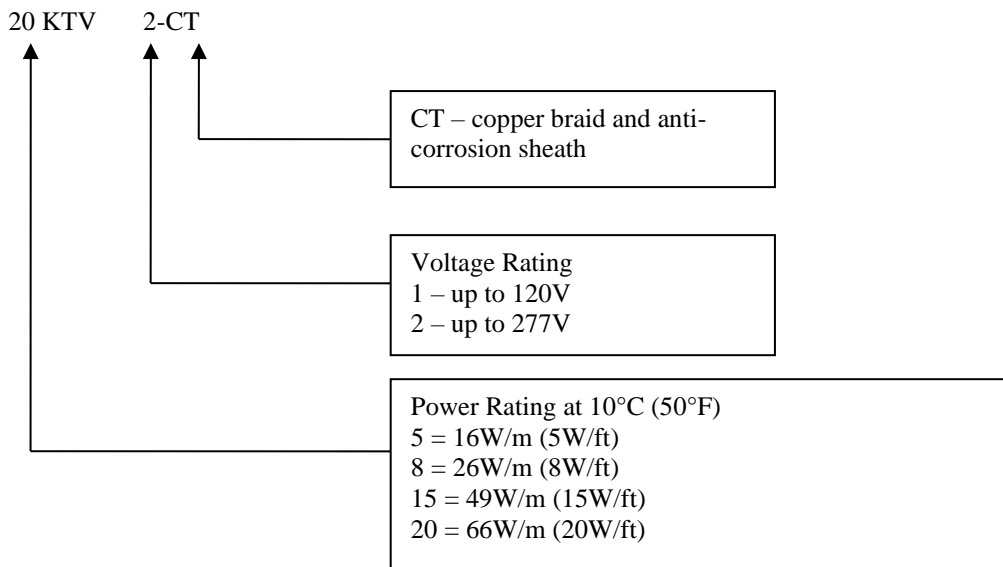 20 KTV 2-CT
CT – copper braid and anti-
corrosion sheath
Voltage Rating
1 – up to 120V
2 – up to 277V
Power Rating at 10°C (50°F)
5 = 16W/m (5W/ft)
8 = 26W/m (8W/ft)
15 = 49W/m (15W/ft)
20 = 66W/m (20W/ft)